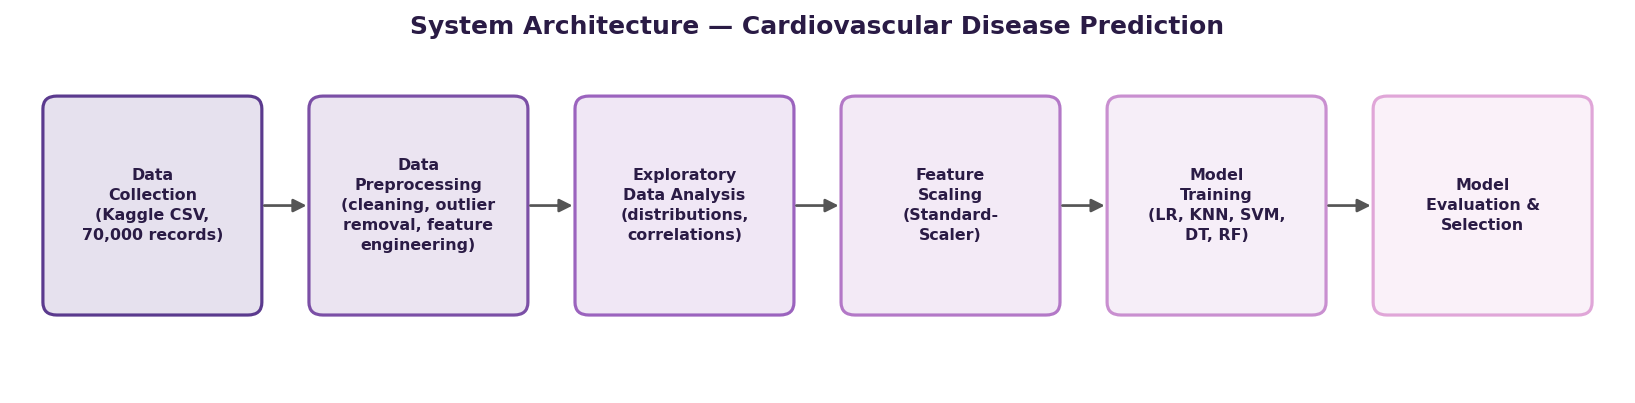 System Architecture — Cardiovascular Disease Prediction
Data
Collection
(Kaggle CSV,
70,000 records)
Data
Preprocessing
(cleaning, outlier
removal, feature
engineering)
Exploratory
Data Analysis
(distributions,
correlations)
Feature
Scaling
(Standard-
Scaler)
Model
Training
(LR, KNN, SVM,
DT, RF)
Model
Evaluation &
Selection